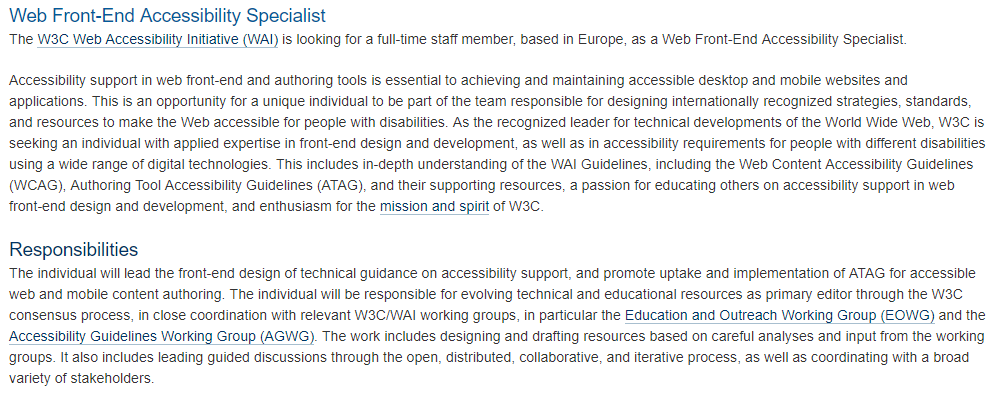 Web Front-End Accessibility Specialist
The W3C Web Accessibility Initiative (WAI) is looking for a full-time staff member, based in Europe, as a Web Front-End Accessibility Specialist.
Accessibility support in web front-end and authoring tools is essential to achieving and maintaining accessible desktop and mobile websites and
applications. This is an opportunity for a unique individual to be part of the team responsible for designing internationally recognized strategies, standards,
and resources to make the Web accessible for people with disabilities. As the recognized leader for technical developments of the World Wide Web, W3C is
seeking an individual with applied expertise in front-end design and development, as well as in accessibility requirements for people with different disabilities
using a wide range of digital technologies. This includes in-depth understanding of the WAI Guidelines, including the Web Content Accessibility Guidelines
(WCAG), Authoring Tool Accessibility Guidelines (ATAG), and their supporting resources, a passion for educating others on accessibility support in web
front-end design and development, and enthusiasm for the mission and spirit of W3C.
Responsibilities
The individual will lead the front-end design of technical guidance on accessibility support, and promote uptake and implementation of ATAG for accessible
web and mobile content authoring. The individual will be responsible for evolving technical and educational resources as primary editor through the W3C
consensus process, in close coordination with relevant W3C/WAI working groups, in particular the Education and Outreach Working Group (EOWG) and the
Accessibility Guidelines Working Group (AGWG). The work includes designing and drafting resources based on careful analyses and input from the working
groups. It also includes leading guided discussions through the open, distributed, collaborative, and iterative process, as well as coordinating with a broad
variety of stakeholders.